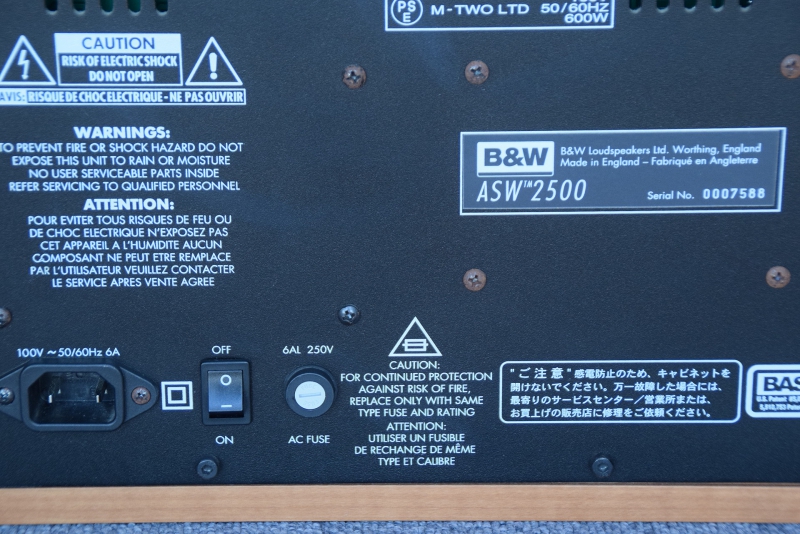 M-TWO LTD 50/60Hz
600W
PS
E
CAUTION
RISK OF ELECTRIC SHOCK
DO NOT OPEN
AVIS: RISQUE DE CHOC ELECTRIQUE - NE PAS OUVRIR
WARNINGS:
TO PREVENT FIRE OR SHOCK HAZARD DO NOT
EXPOSE THIS UNIT TO RAIN OR MOISTURE
NO USER SERVICEABLE PARTS INSIDE
REFER SERVICING TO QUALIFIED PERSONNEL
ATTENTION:
POUR EVITER TOUS RISQUES DE FEU OU
DE CHOC ELECTRIQUE N'EXPOSEZ PAS
CET APPAREIL A L'HUMIDITE AUCUN
COMPOSANT NE PEUT ETRE REMPLACE
PAR L'UTILISATEUR VEUILLEZ CONTACTER
LE SERVICE APRES VENTE AGREE
B&W
B&W Loudspeakers Ltd. Worthing, England
Made in England – Fabriqué en Angleterre
ASW™2500
Serial No. 0007588
100V ~ 50/60Hz 6A
OFF
ON
6AL 250V
AC FUSE
CAUTION:
FOR CONTINUED PROTECTION
AGAINST RISK OF FIRE,
REPLACE ONLY WITH SAME
TYPE FUSE AND RATING
ATTENTION:
UTILISER UN FUSIBLE
DE RECHANGE DE MÊME
TYPE ET CALIBRE
"ご注意"感電防止のため、キャビネットを
開けないでください。万一故障した場合には、
最寄りのサービスセンター／営業所または、
お買上げの販売店に修理をご依頼ください。
BAS
U.S. Patent